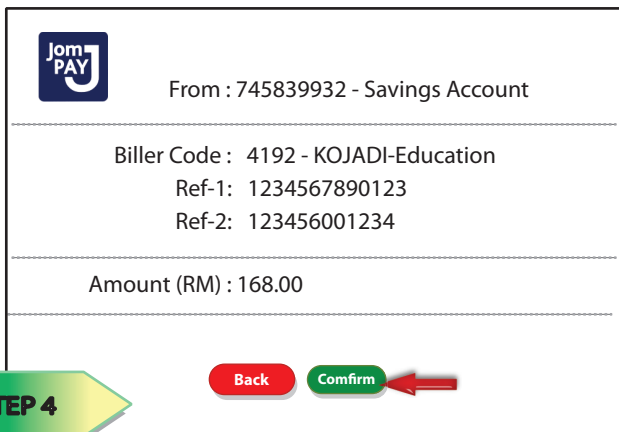 Jom
PAY
From : 745839932 - Savings Account
Biller Code : 4192 - KOJADI-Education
Ref-1: 1234567890123
Ref-2: 123456001234
Amount (RM) : 168.00
Back Comfirm
TEP 4